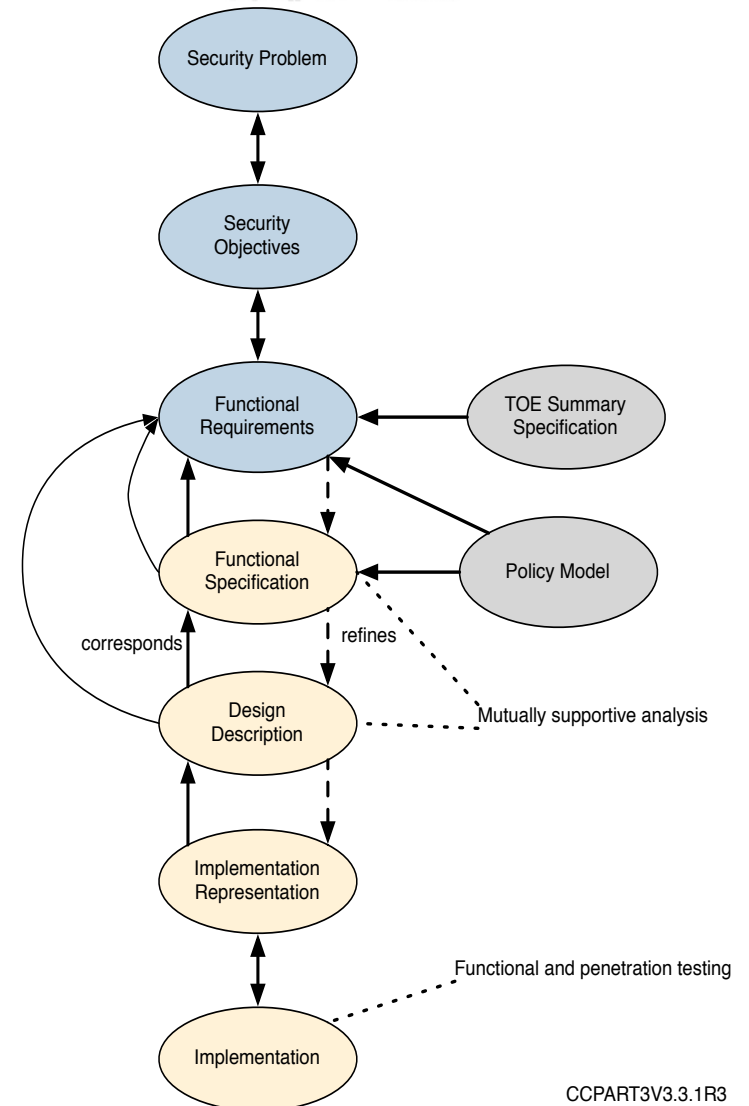 Security Problem
Security
Objectives
Functional
Requirements
TOE Summary
Specification
Functional
Specification
Policy Model
corresponds
refines
Design
Description
Mutually supportive analysis
Implementation
Representation
Functional and penetration testing
Implementation
CCPART3V3.3.1R3